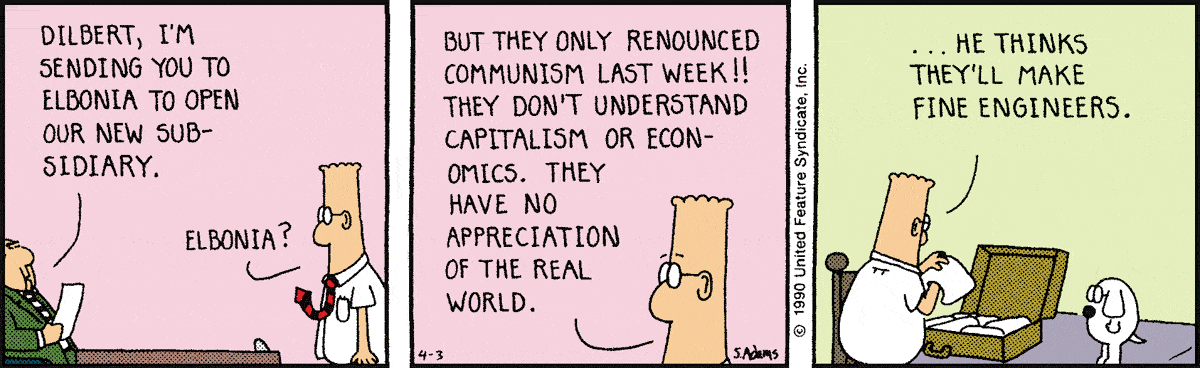 DILBERT, I'M
SENDING YOU TO
ELBONIA TO OPEN
OUR NEW SUB-
SIDIARY.
ELBONIA?
BUT THEY ONLY RENOUNCED
COMMUNISM LAST WEEK!!
THEY DON'T UNDERSTAND
CAPITALISM OR ECON-
OMICS. THEY
HAVE NO
APPRECIATION
OF THE REAL
WORLD.
4-3
S.Adams
© 1990 United Feature Syndicate, Inc.
...HE THINKS
THEY'LL MAKE
FINE ENGINEERS.